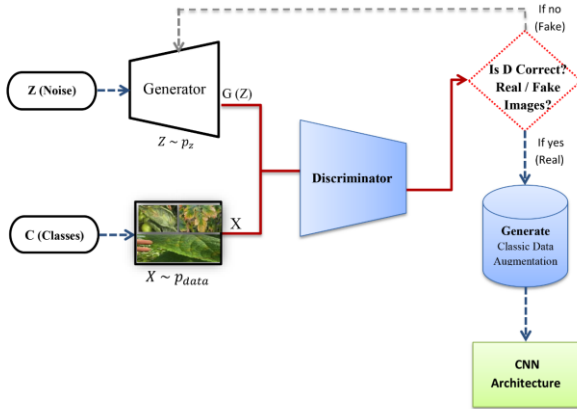 If no
(Fake)
Z (Noise)
Generator
G (Z)
Z ~ p_z
Is D Correct?
Real / Fake
Images?
Discriminator
If yes
(Real)
C (Classes)
X
X ~ p_data
Generate
Classic Data
Augmentation
CNN
Architecture